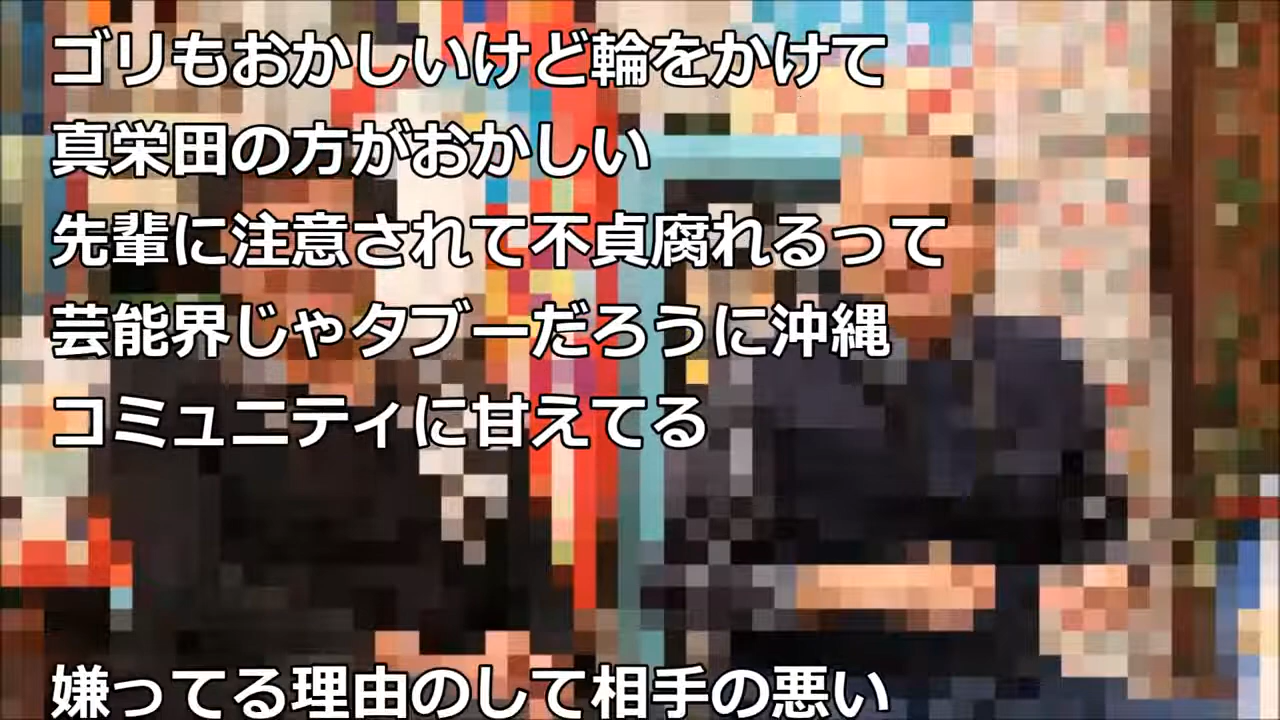 ゴリもおかしいけど輪をかけて
真栄田の方がおかしい
先輩に注意されて不貞腐れるって
芸能界じゃタブーだろうに沖縄
コミュニティに甘えてる
嫌ってる理由のして相手の悪い